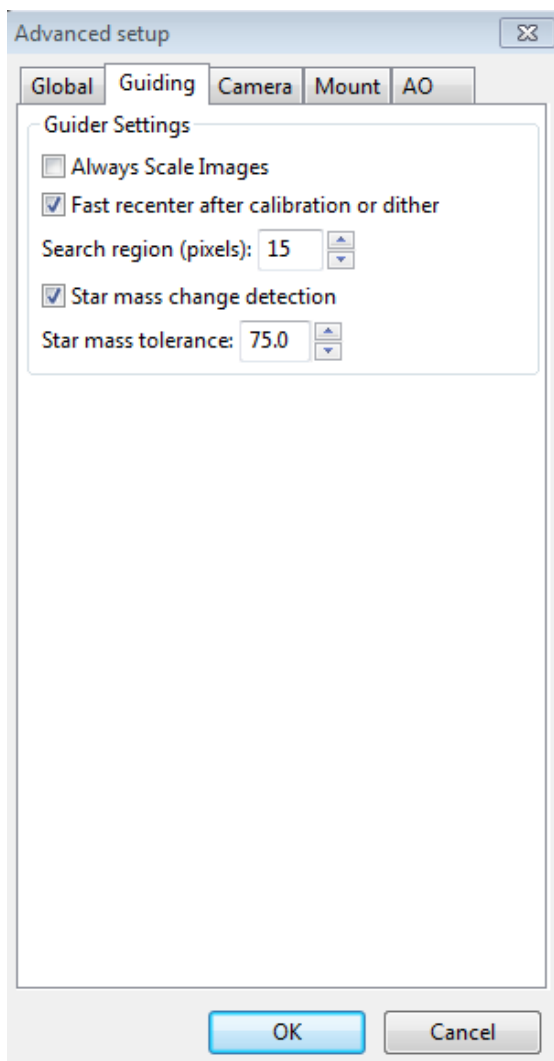 Advanced setup
Global Guiding Camera Mount AO
Guider Settings
Always Scale Images
Fast recenter after calibration or dither
Search region (pixels): 15
Star mass change detection
Star mass tolerance: 75.0
OK Cancel